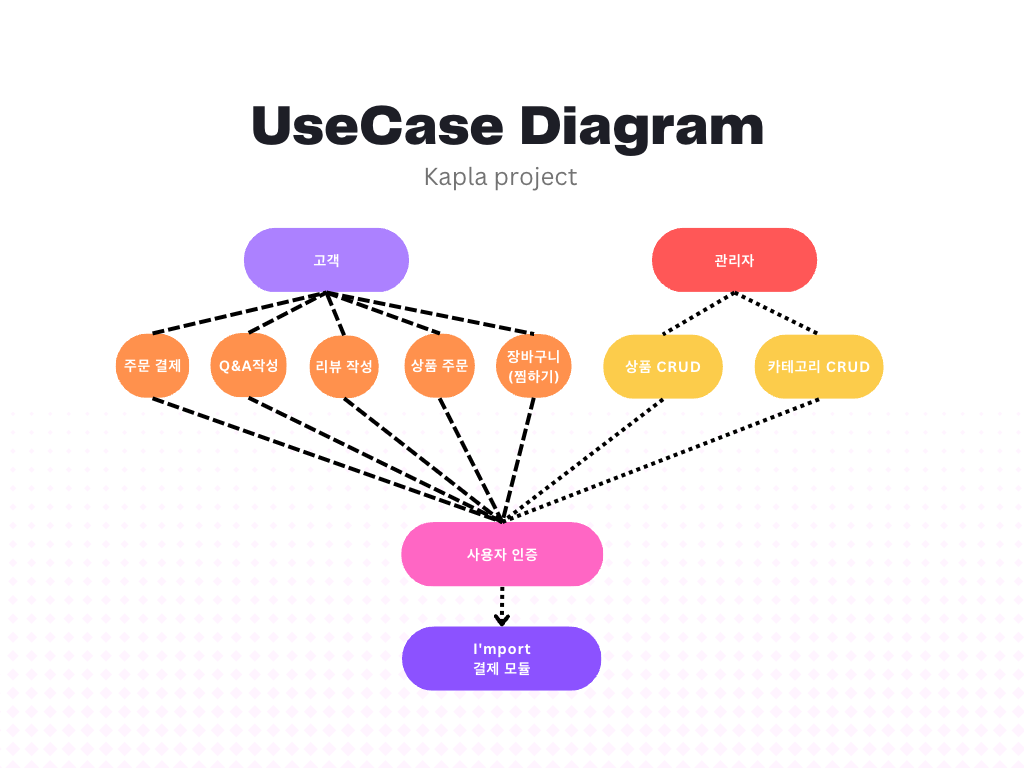 UseCase Diagram
Kapla project
고객
관리자
주문 결제
Q&A작성
리뷰 작성
상품 주문
장바구니
(찜하기)
상품 CRUD
카테고리 CRUD
사용자 인증
I'mport
결제 모듈